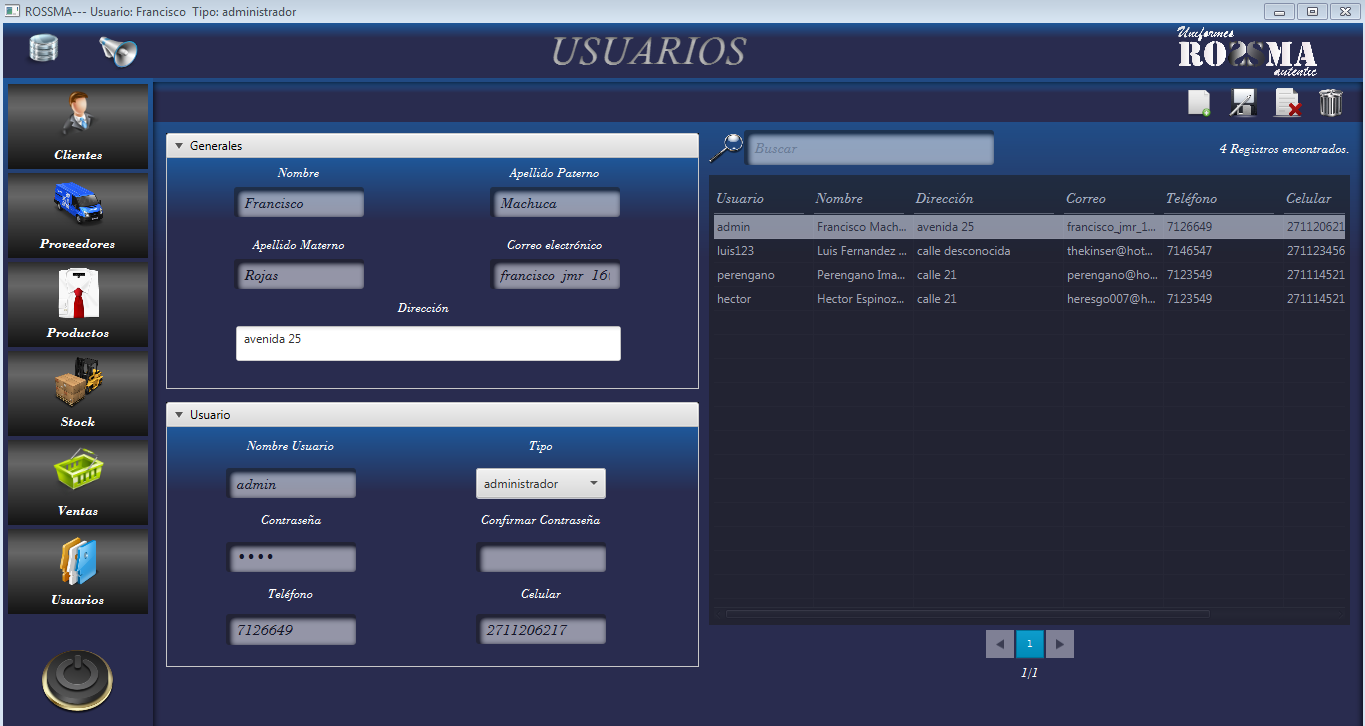 ROSSMA--- Usuario: Francisco Tipo: administrador
USUARIOS
Uniformes
ROSSMA
autentic
Clientes
Proveedores
Productos
Stock
Ventas
Usuarios
Generales
Nombre Apellido Paterno
Francisco Machuca
Apellido Materno Correo electrónico
Rojas francisco_jmr_16
Dirección
avenida 25
Usuario
Nombre Usuario Tipo
admin administrador
Contraseña Confirmar Contraseña
••••
Teléfono Celular
7126649 2711206217
Buscar
4 Registros encontrados.
Usuario Nombre Dirección Correo Teléfono Celular
admin Francisco Mach... avenida 25 francisco_jmr_1... 7126649 271120621
luis123 Luis Fernandez ... calle desconocida thekinser@hot... 7146547 271123456
perengano Perengano Ima... calle 21 perengano@ho... 7123549 271114521
hector Hector Espinoz... calle 21 heresgo007@h... 7123549 271114521
1
1/1